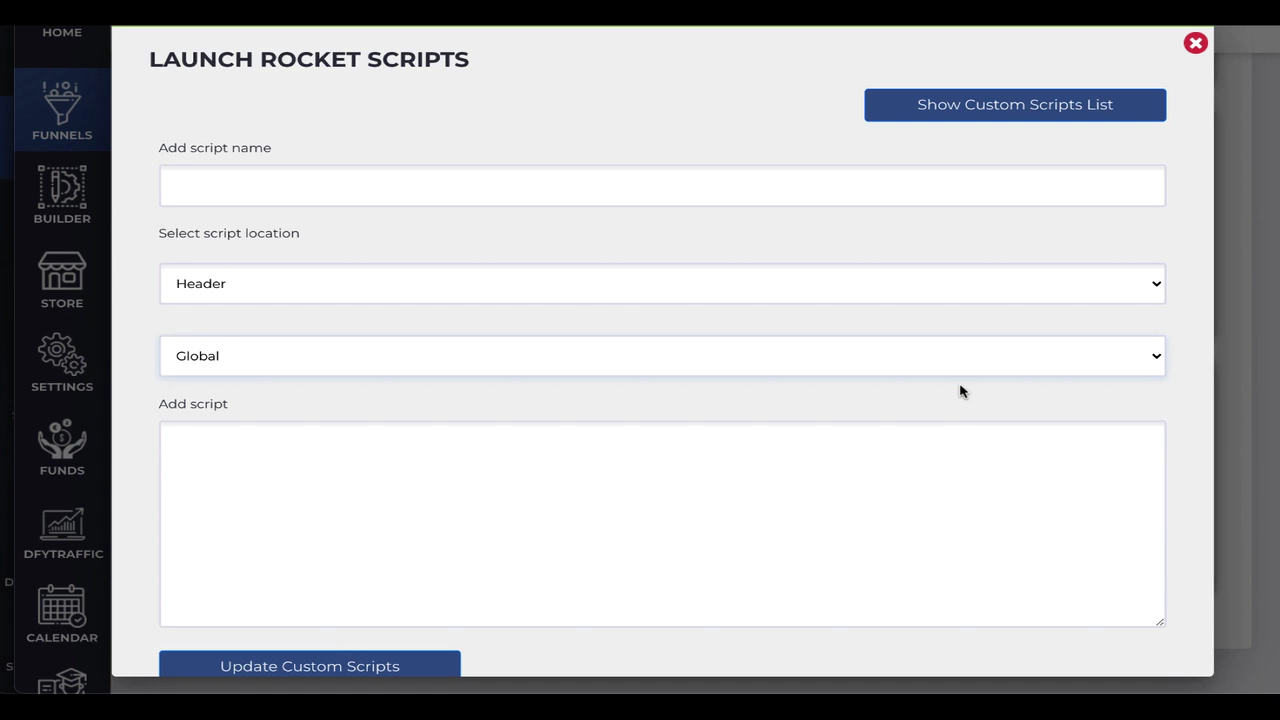 HOME
FUNNELS
BUILDER
STORE
SETTINGS
FUNDS
DFYTRAFFIC
CALENDAR
LAUNCH ROCKET SCRIPTS
Show Custom Scripts List
Add script name
Select script location
Header
Global
Add script
Update Custom Scripts